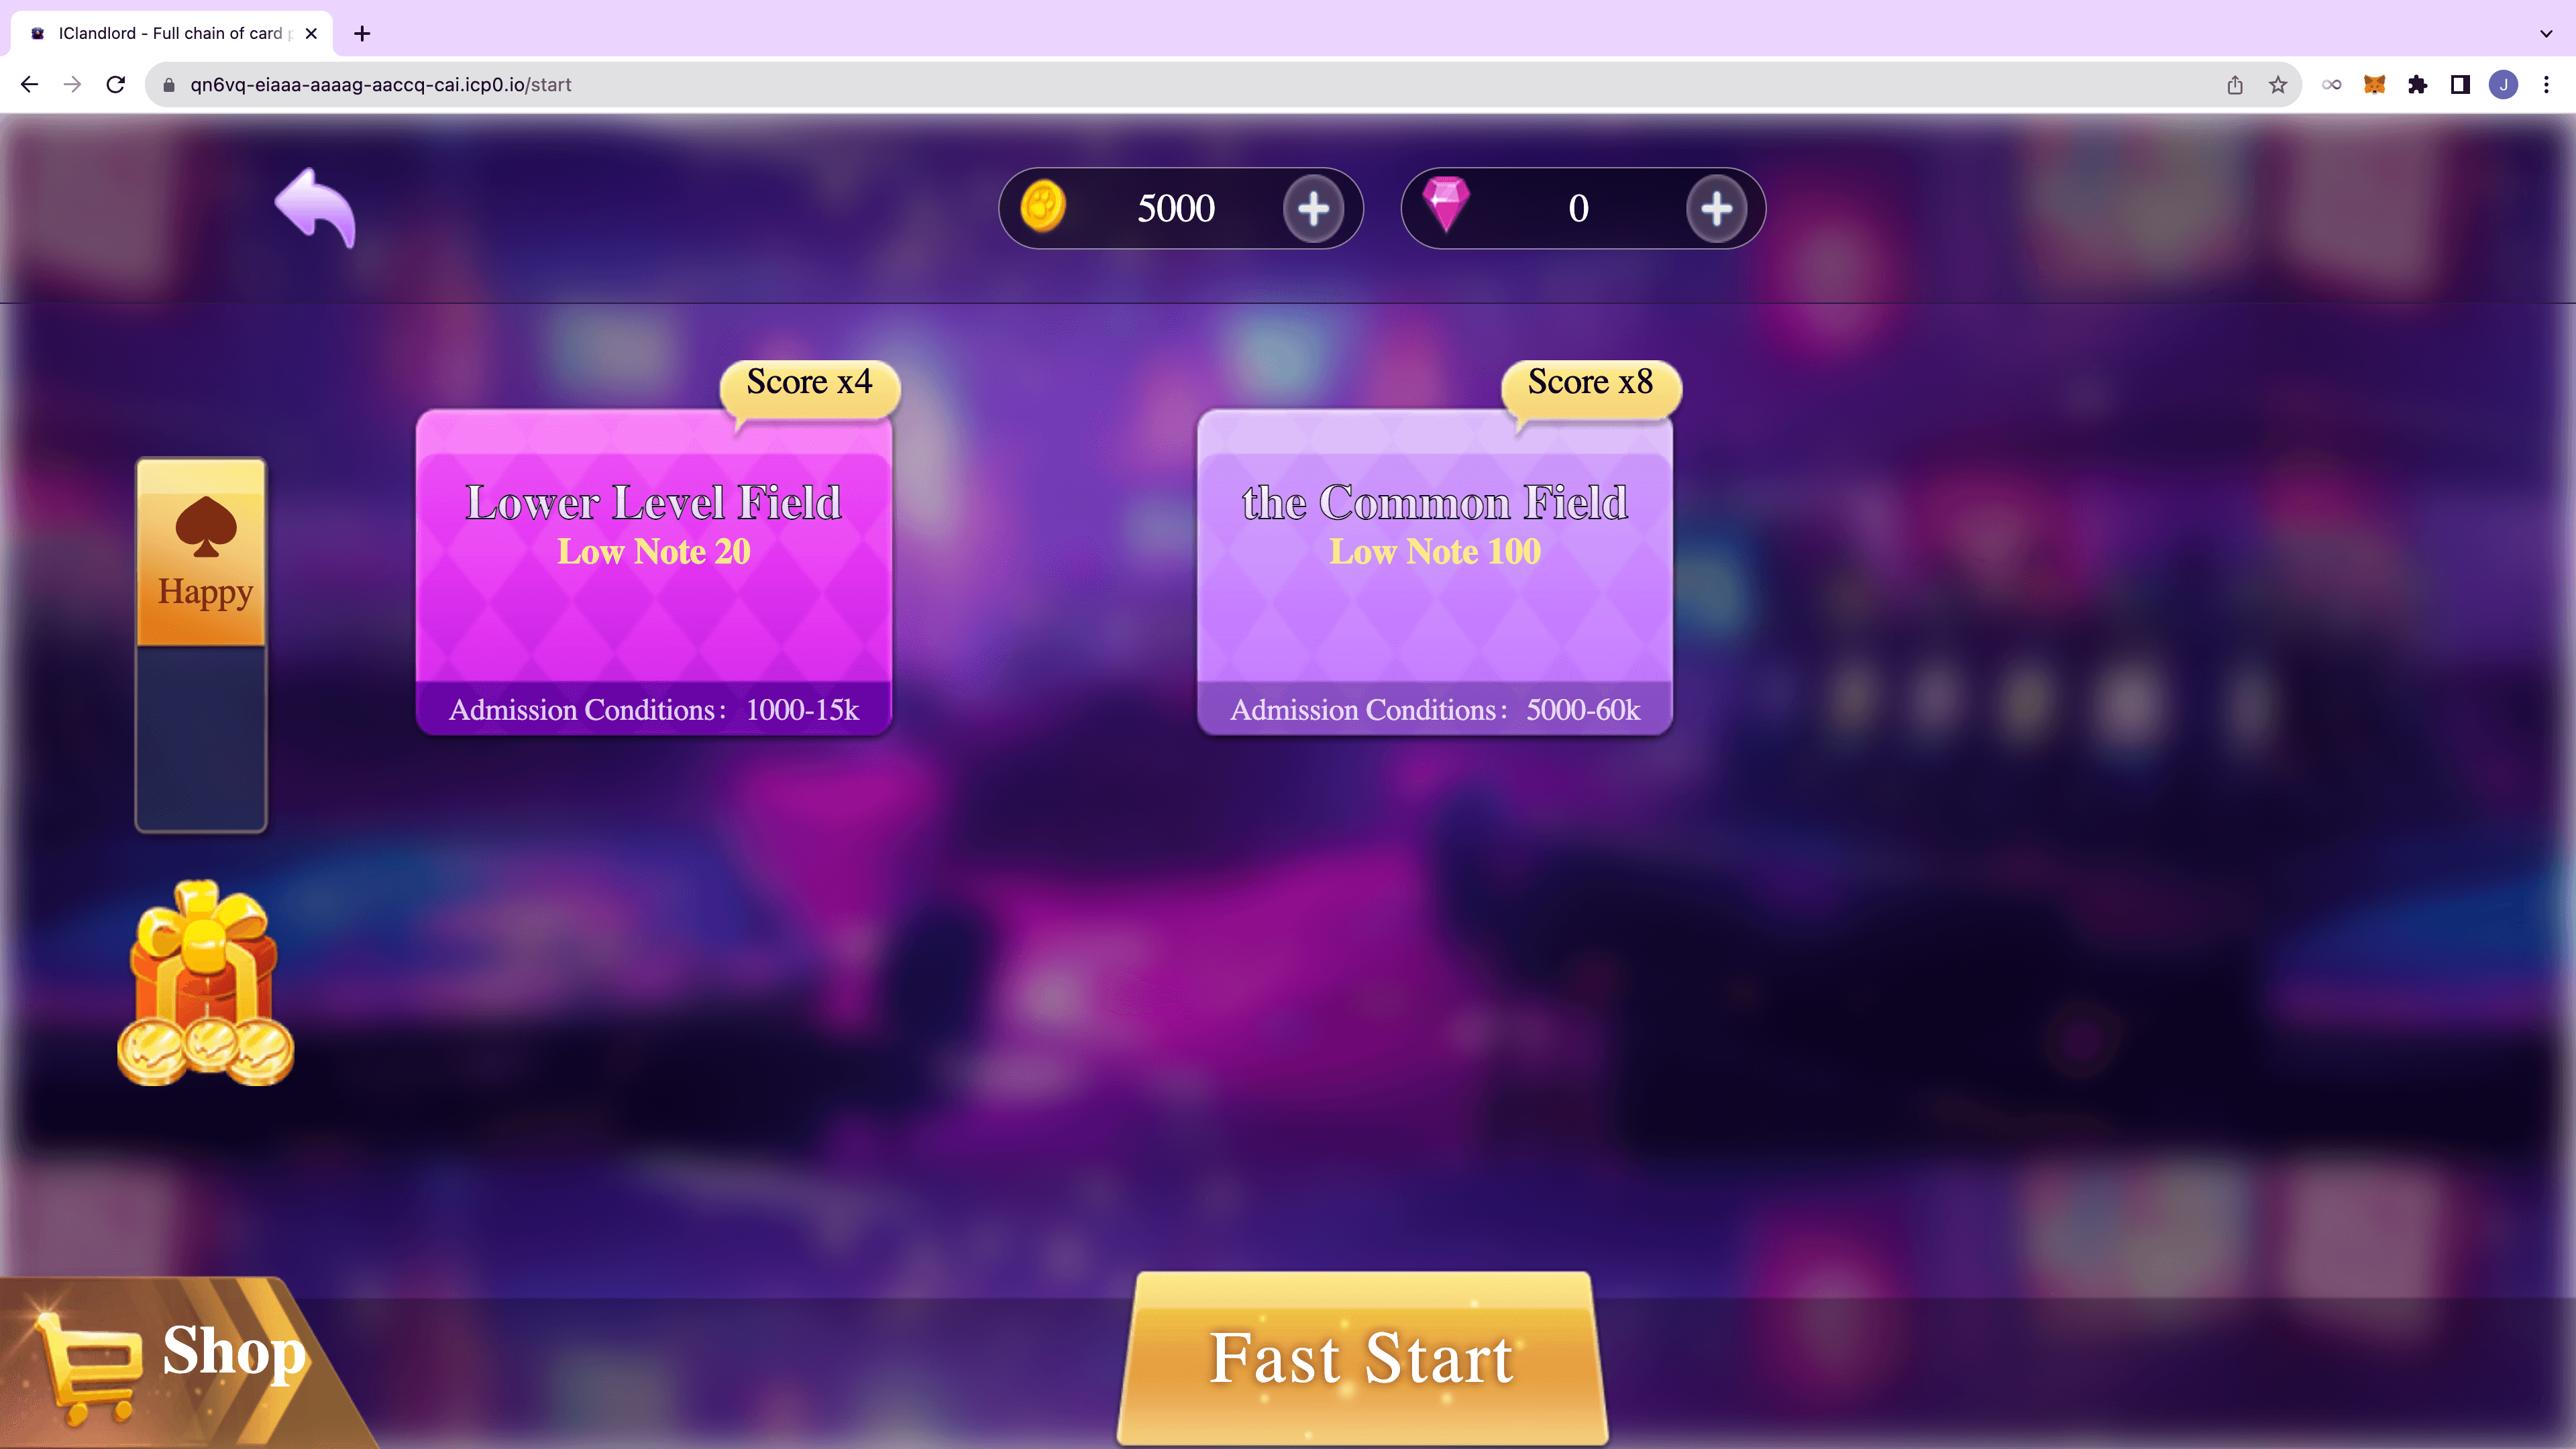 IClandlord - Full chain of card
qn6vq-eiaaa-aaaag-aaccq-cai.icp0.io/start
J
5000
0
Score x4
Score x8
Lower Level Field
Low Note 20
Admission Conditions： 1000-15k
the Common Field
Low Note 100
Admission Conditions： 5000-60k
Happy
Shop
Fast Start